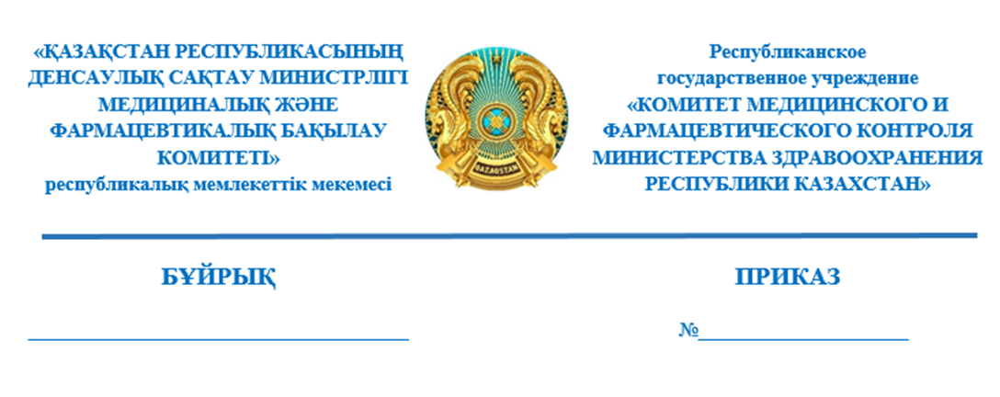 «ҚАЗАҚСТАН РЕСПУБЛИКАСЫНЫҢ
ДЕНСАУЛЫҚ САҚТАУ МИНИСТРЛІГІ
МЕДИЦИНАЛЫҚ ЖӘНЕ
ФАРМАЦЕВТИКАЛЫҚ БАҚЫЛАУ
КОМИТЕТІ»
республикалық мемлекеттік мекемесі
QAZAQSTAN
Республиканское
государственное учреждение
«КОМИТЕТ МЕДИЦИНСКОГО И
ФАРМАЦЕВТИЧЕСКОГО КОНТРОЛЯ
МИНИСТЕРСТВА ЗДРАВООХРАНЕНИЯ
РЕСПУБЛИКИ КАЗАХСТАН»
БҰЙРЫҚ
ПРИКАЗ
№